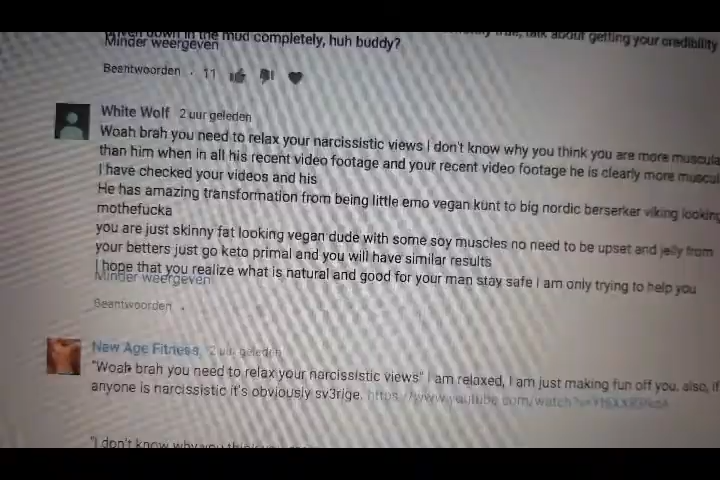 down in the mud completely, huh buddy?
true, talk about getting your credibility
Minder weergeven
Beantwoorden · 11
White Wolf 2 uur geleden
Woah brah you need to relax your narcissistic views I don't know why you think you are more muscula
than him when in all his recent video footage and your recent video footage he is clearly more muscul
I have checked your videos and his
He has amazing transformation from being little emo vegan kunt to big nordic berserker viking looking
mothefucka
you are just skinny fat looking vegan dude with some soy muscles no need to be upset and jelly from
your betters just go keto primal and you will have similar results
I hope that you realize what is natural and good for your man stay safe I am only trying to help you
Minder weergeven
Beantwoorden ·
New Age Fitness 2 uur geleden
"Woah brah you need to relax your narcissistic views" I am relaxed, I am just making fun off you. also, if
anyone is narcissistic it's obviously sv3rige.
"I don't know why you